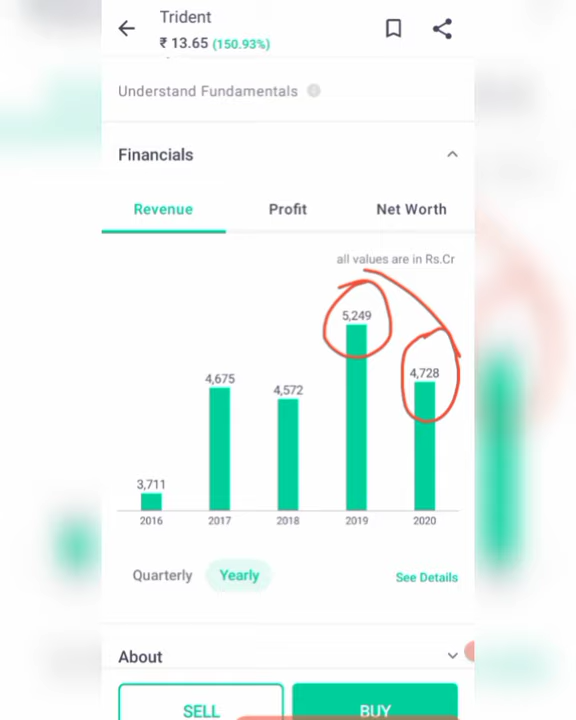 Trident
₹ 13.65 (150.93%)
Understand Fundamentals
Financials
Revenue Profit Net Worth
all values are in Rs.Cr
5,249
4,728
4,675
4,572
3,711
2016 2017 2018 2019 2020
Quarterly Yearly See Details
About
SELL BUY